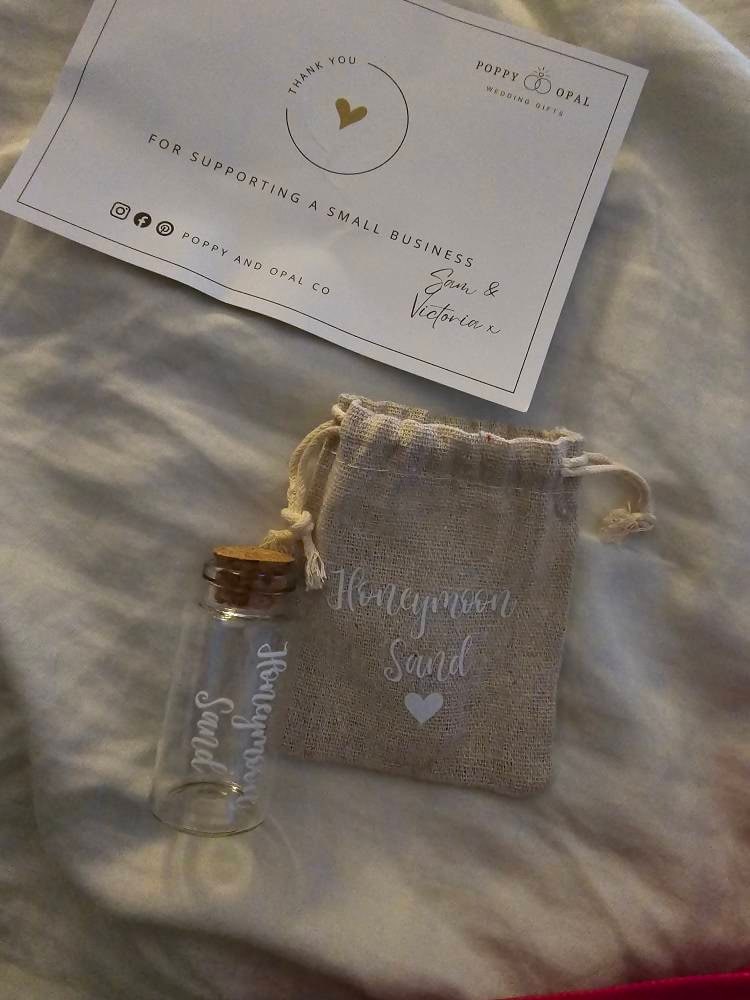 THANK YOU
POPPY OPAL
WEDDING GIFTS
FOR SUPPORTING A SMALL BUSINESS
POPPY AND OPAL CO
Sam &
Victoria x
Honeymoon
Sand
Honeymoon
Sand